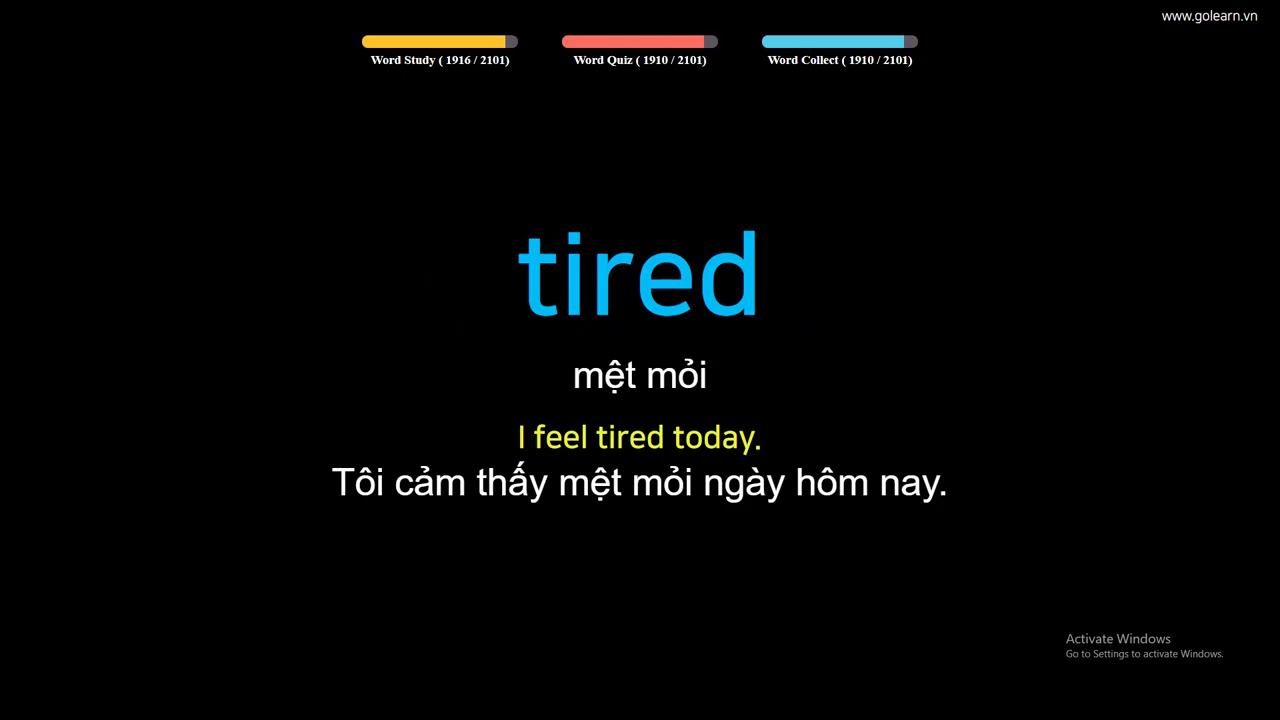 www.golearn.vn
Word Study ( 1916 / 2101) Word Quiz ( 1910 / 2101) Word Collect ( 1910 / 2101)
tired
mệt mỏi
I feel tired today.
Tôi cảm thấy mệt mỏi ngày hôm nay.
Activate Windows
Go to Settings to activate Windows.